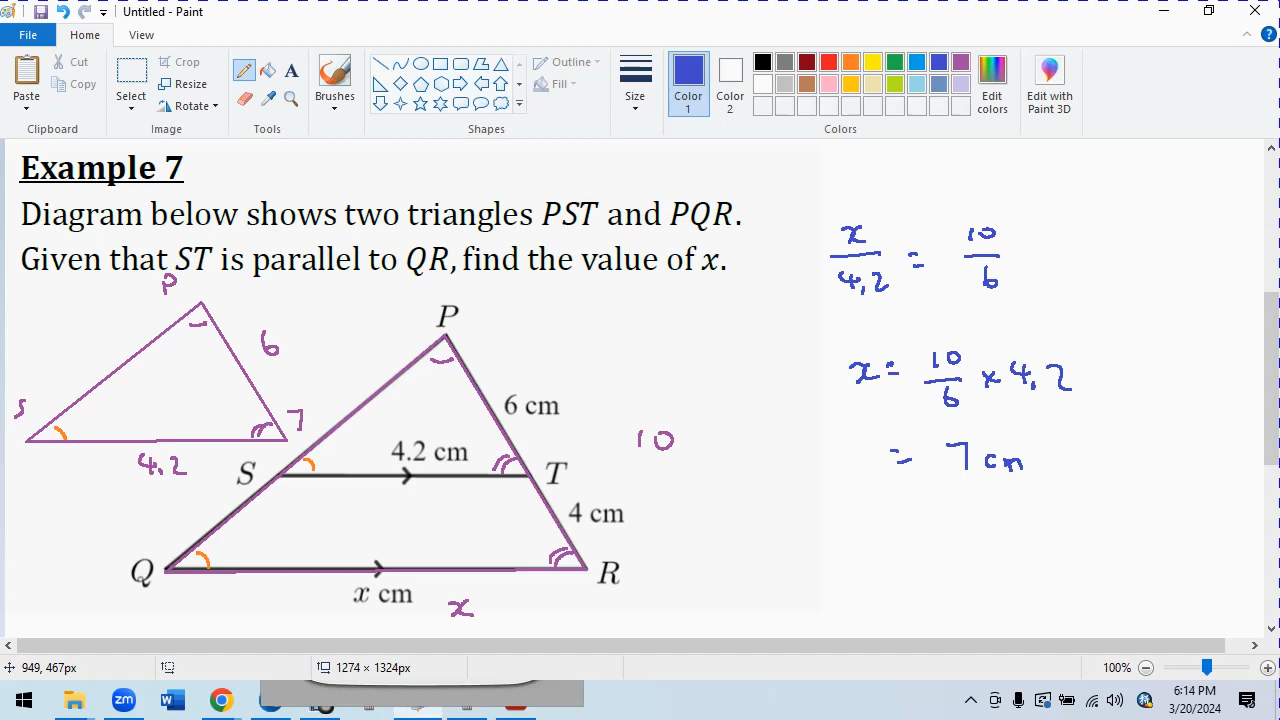 Untitled - Paint
File
Home
View
Paste
Cut
Copy
Clipboard
Select
Crop
Resize
Rotate
Image
Tools
Brushes
Outline
Fill
Shapes
Size
Color 1
Color 2
Edit colors
Colors
Edit with Paint 3D
Example 7
Diagram below shows two triangles PST and PQR.
Given that ST is parallel to QR, find the value of x.
P
6
S
7
4,2
P
6 cm
4.2 cm
S
T
4 cm
Q
R
x cm
x
10
x/4,2 = 10/6
x = 10/6 × 4,2
= 7 cm
949, 467px
1274 × 1324px
100%
zm
W
6:14 PM
3/20/2024